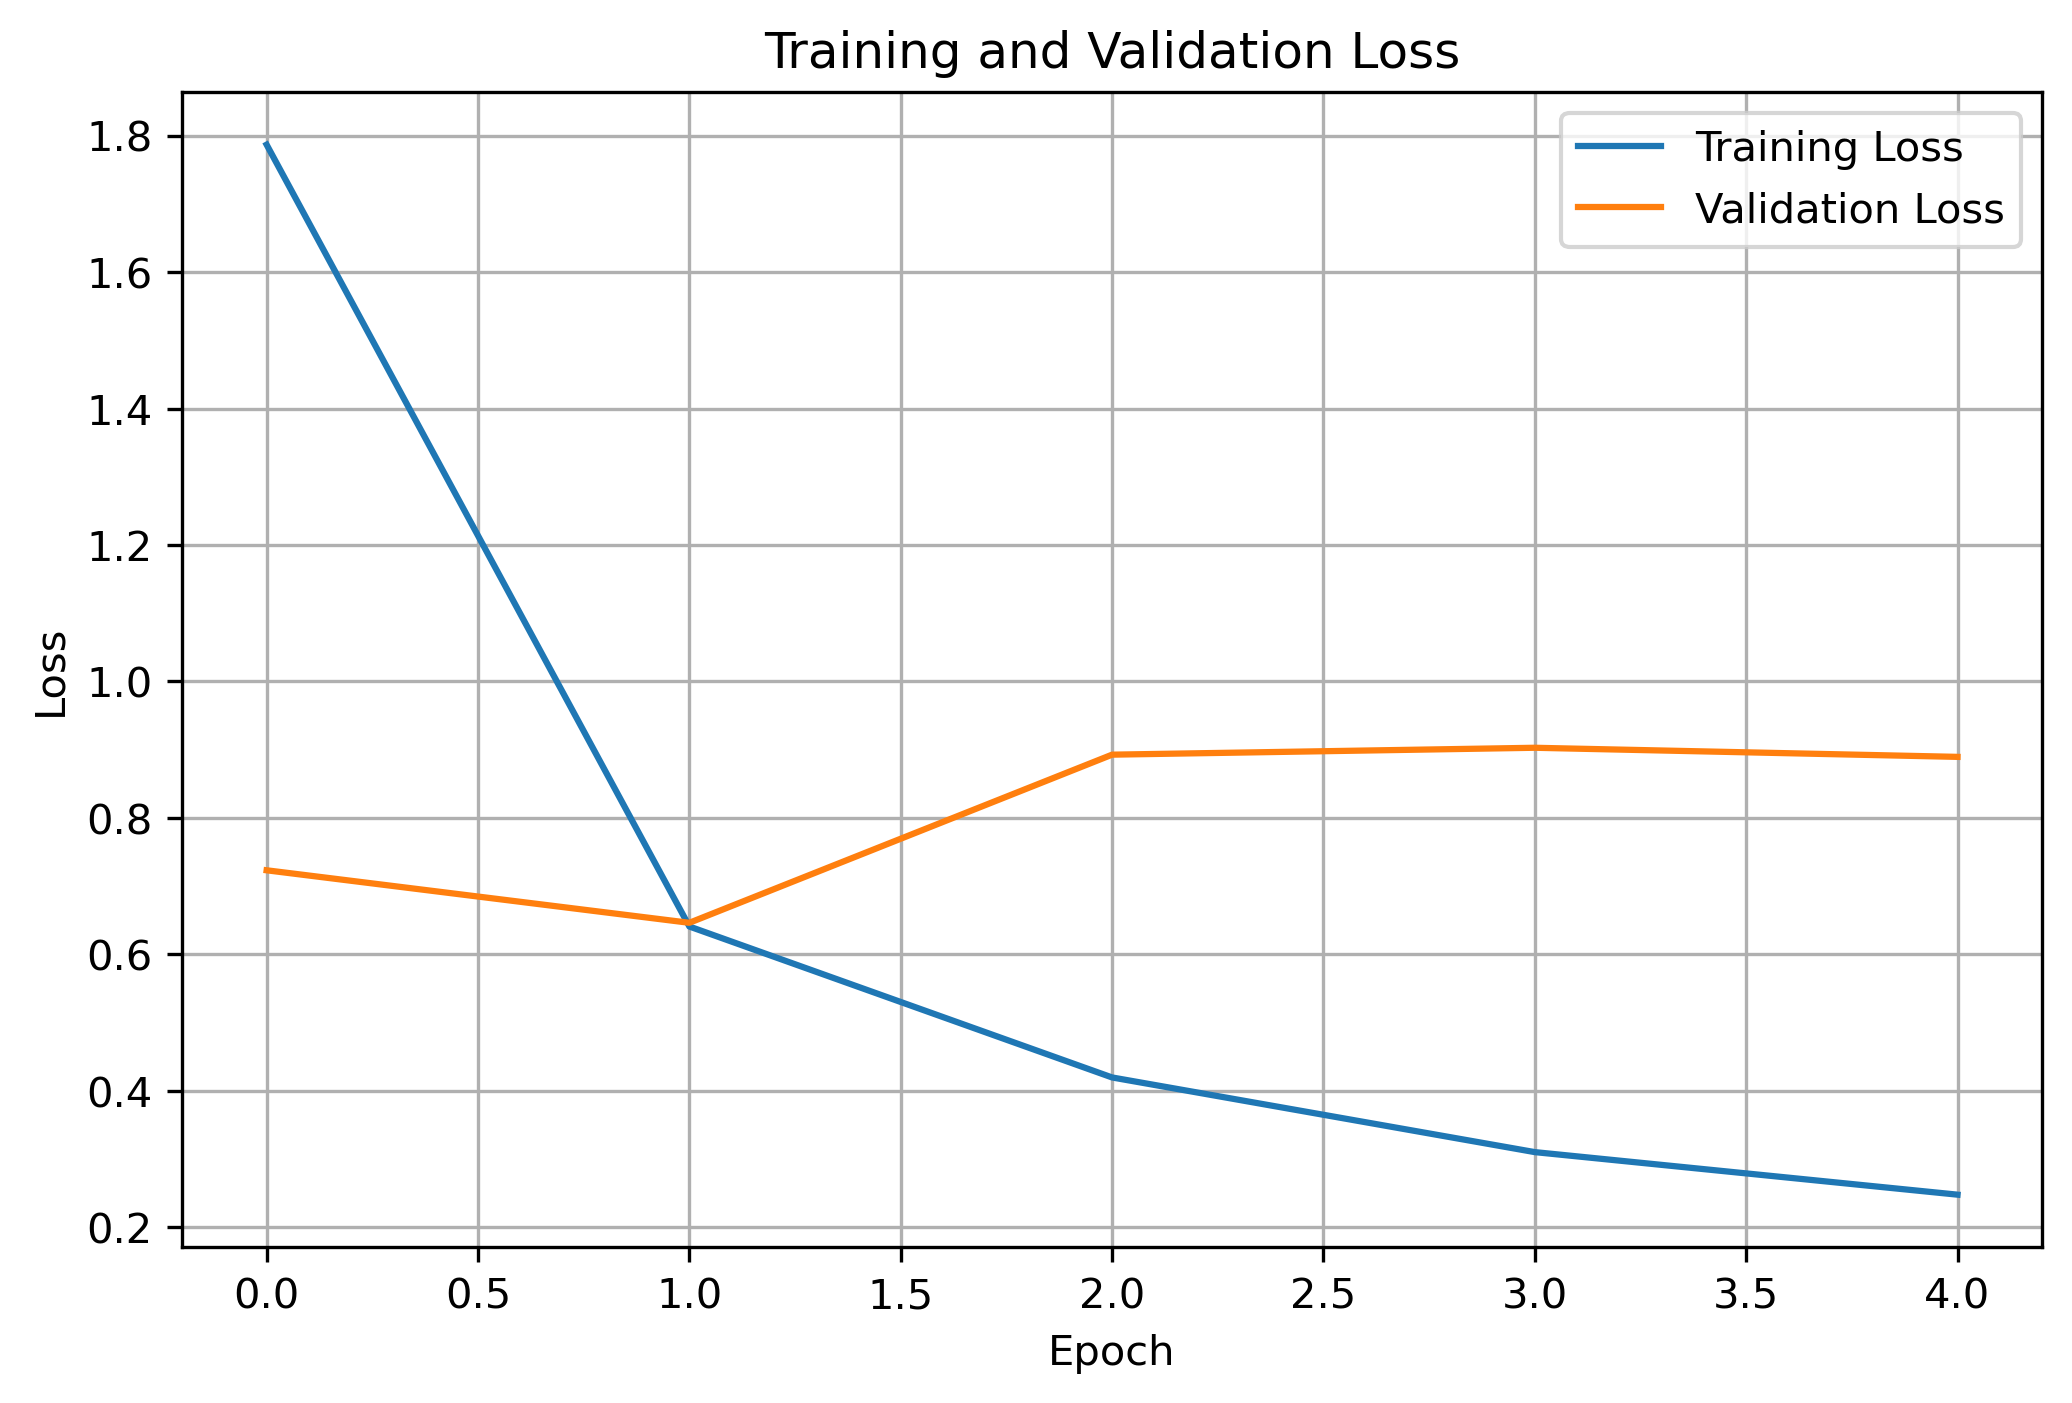 Training and Validation Loss
Training Loss
Validation Loss
1.8
1.6
1.4
1.2
1.0
0.8
0.6
0.4
0.2
Loss
0.0 0.5 1.0 1.5 2.0 2.5 3.0 3.5 4.0
Epoch